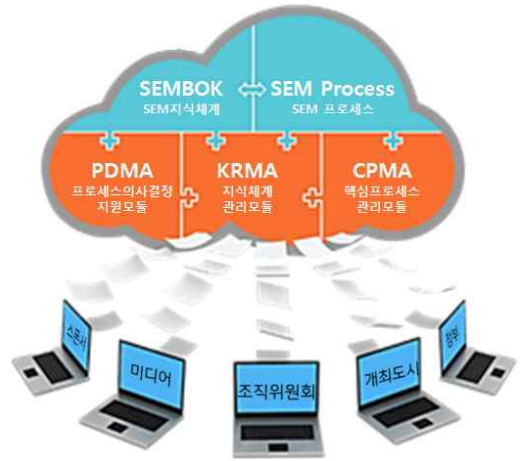 SEMBOK SEM Process
SEM지식체계 SEM 프로세스
PDMA KRMA CPMA
프로세스의사결정 지식체계 핵심프로세스
지원모듈 관리모듈 관리모듈
스폰서
미디어
조직위원회
개최도시
정부